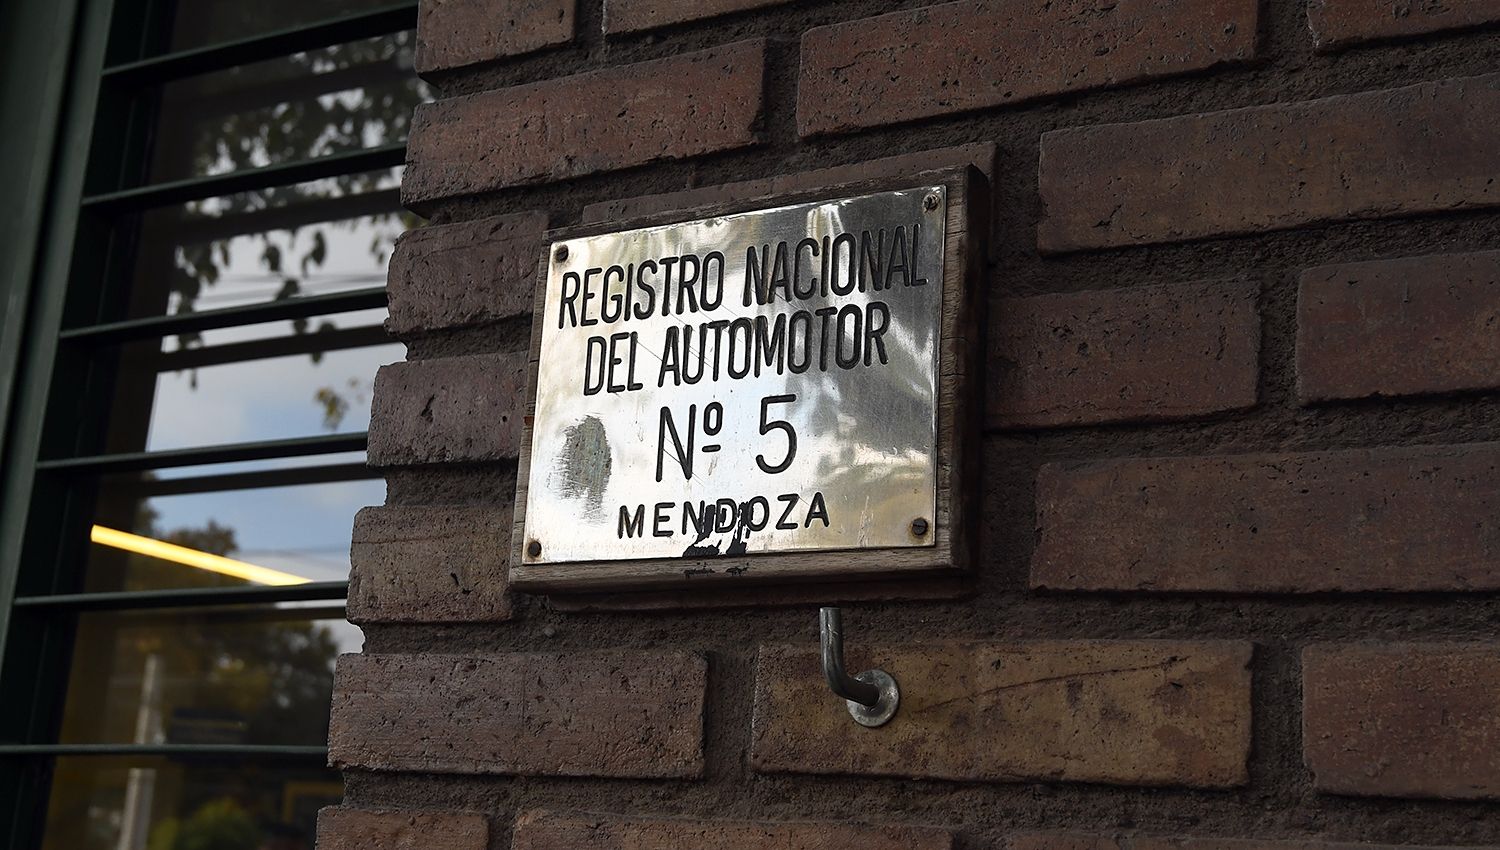 REGISTRO NACIONAL
DEL AUTOMOTOR
Nº 5
MENDOZA